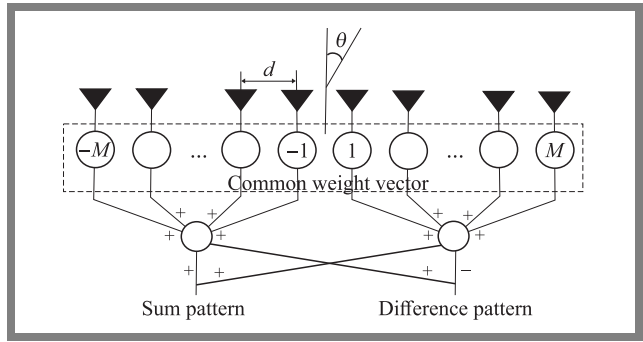 θ
d
−M ... −1 1 ... M
Common weight vector
+ + + + + + + +
+ + + −
Sum pattern Difference pattern